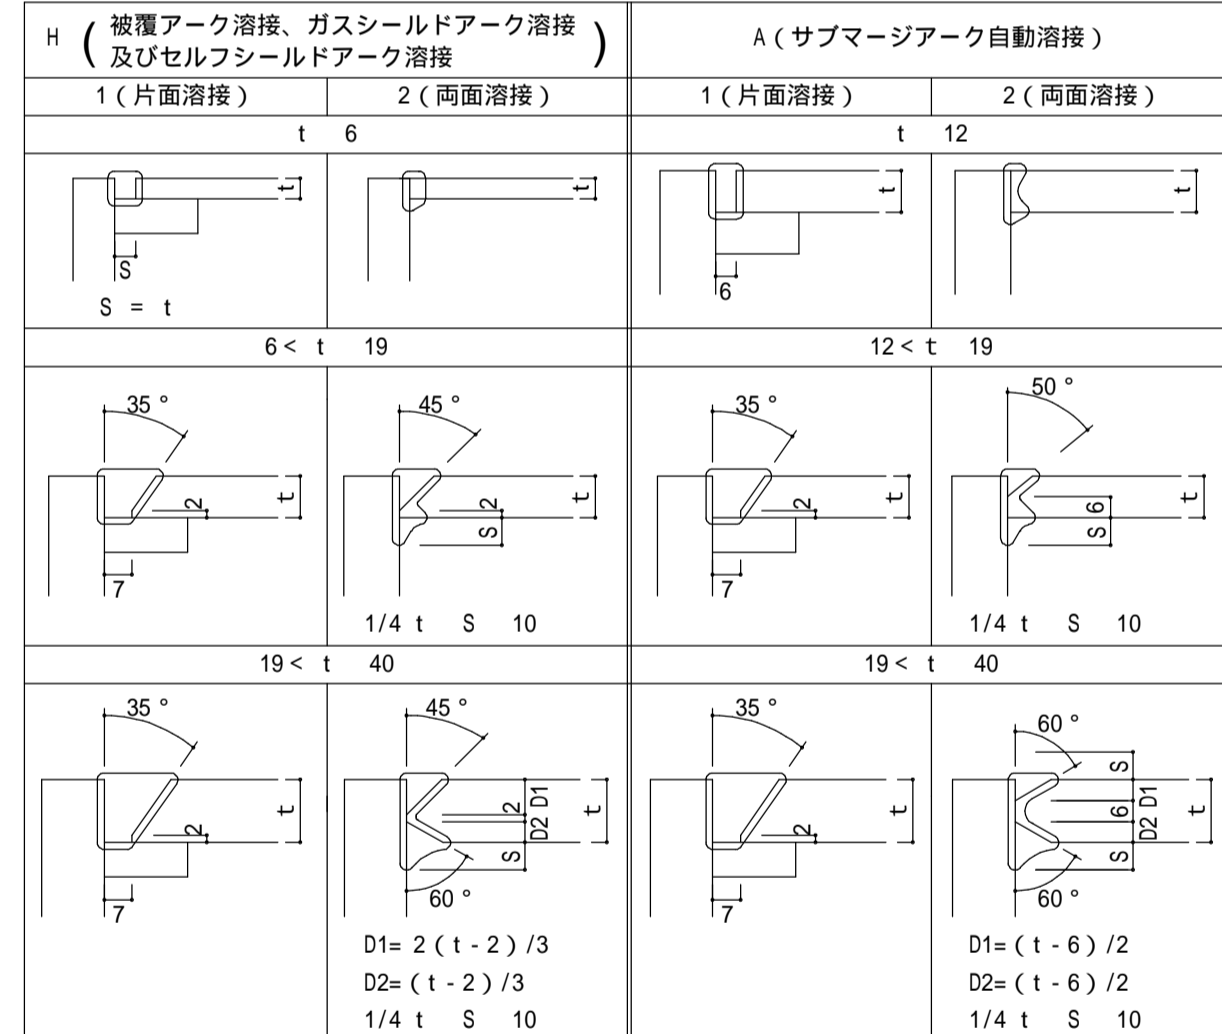 H ( 被覆アーク溶接、ガスシールドアーク溶接
及びセルフシールドアーク溶接 )
A ( サブマージアーク自動溶接 )
1 ( 片面溶接 )
2 ( 両面溶接 )
1 ( 片面溶接 )
2 ( 両面溶接 )
t 6
t 12
t
S
S = t
t
t
6
t
6 < t 19
12 < t 19
35 °
2
t
7
45 °
2
S
t
1/4 t S 10
35 °
2
t
7
50 °
6
S
t
1/4 t S 10
19 < t 40
19 < t 40
35 °
2
t
7
45 °
D1
2
D2
S
t
60 °
D1= 2 ( t - 2 ) /3
D2= ( t - 2 ) /3
1/4 t S 10
35 °
2
t
7
60 °
S
D1
6
D2
S
t
60 °
D1= ( t - 6 ) /2
D2= ( t - 6 ) /2
1/4 t S 10